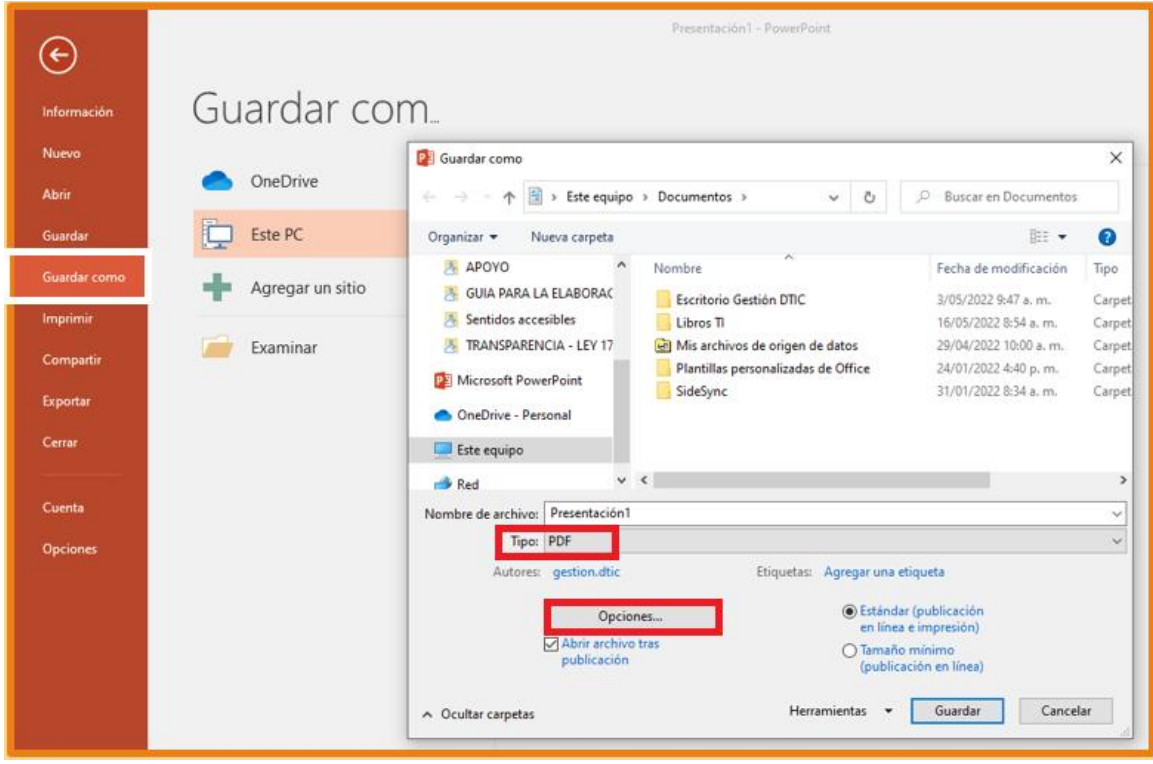 Presentación1 - PowerPoint
Información
Nuevo
Abrir
Guardar
Guardar como
Imprimir
Compartir
Exportar
Cerrar
Cuenta
Opciones
Guardar com...
OneDrive
Este PC
Agregar un sitio
Examinar
Guardar como
Este equipo > Documentos >
Buscar en Documentos
Organizar
Nueva carpeta
APOYO
GUIA PARA LA ELABORAC
Sentidos accesibles
TRANSPARENCIA - LEY 17
Microsoft PowerPoint
OneDrive - Personal
Este equipo
Red
Nombre Fecha de modificación Tipo
Escritorio Gestión DTIC 3/05/2022 9:47 a. m. Carpet
Libros TI 16/05/2022 8:54 a. m. Carpet
Mis archivos de origen de datos 29/04/2022 10:00 a. m. Carpet
Plantillas personalizadas de Office 24/01/2022 4:40 p. m. Carpet
SideSync 31/01/2022 8:34 a. m. Carpet
Nombre de archivo: Presentación1
Tipo: PDF
Autores: gestion.dtic
Etiquetas: Agregar una etiqueta
Opciones...
Abrir archivo tras
publicación
Estándar (publicación
en línea e impresión)
Tamaño mínimo
(publicación en línea)
Ocultar carpetas
Herramientas
Guardar
Cancelar